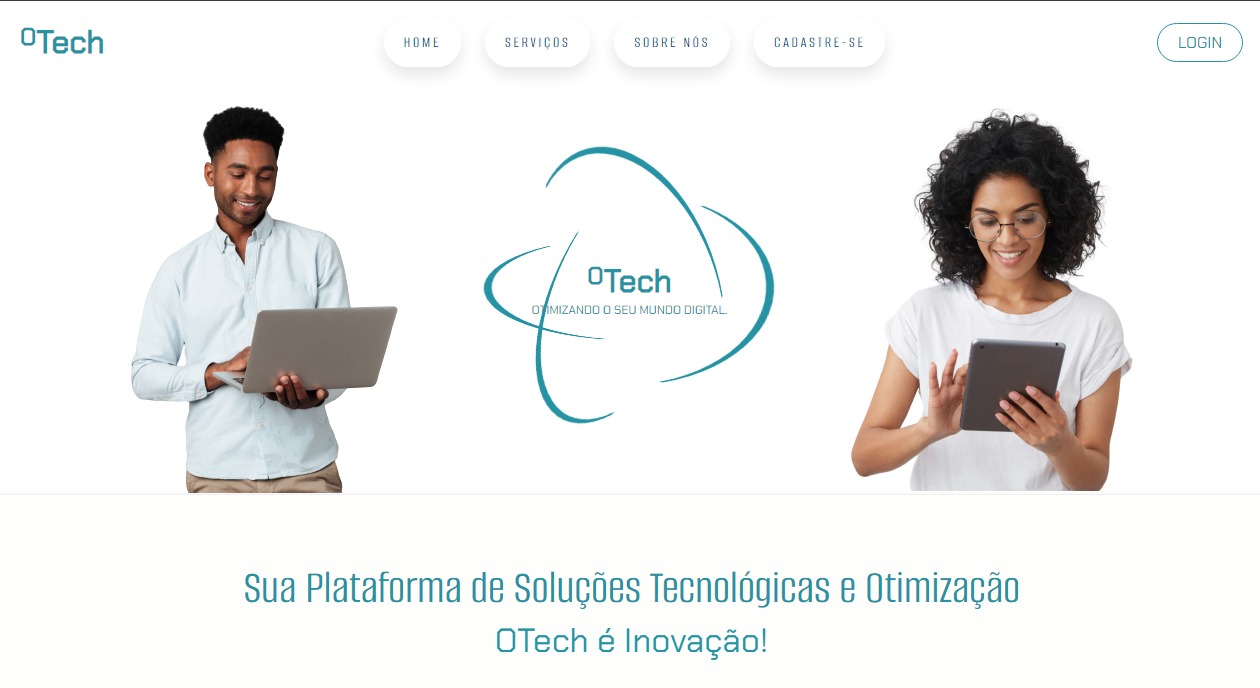 OTech
HOME
SERVIÇOS
SOBRE NÓS
CADASTRE-SE
LOGIN
OTech
OTIMIZANDO O SEU MUNDO DIGITAL.
Sua Plataforma de Soluções Tecnológicas e Otimização
OTech é Inovação!